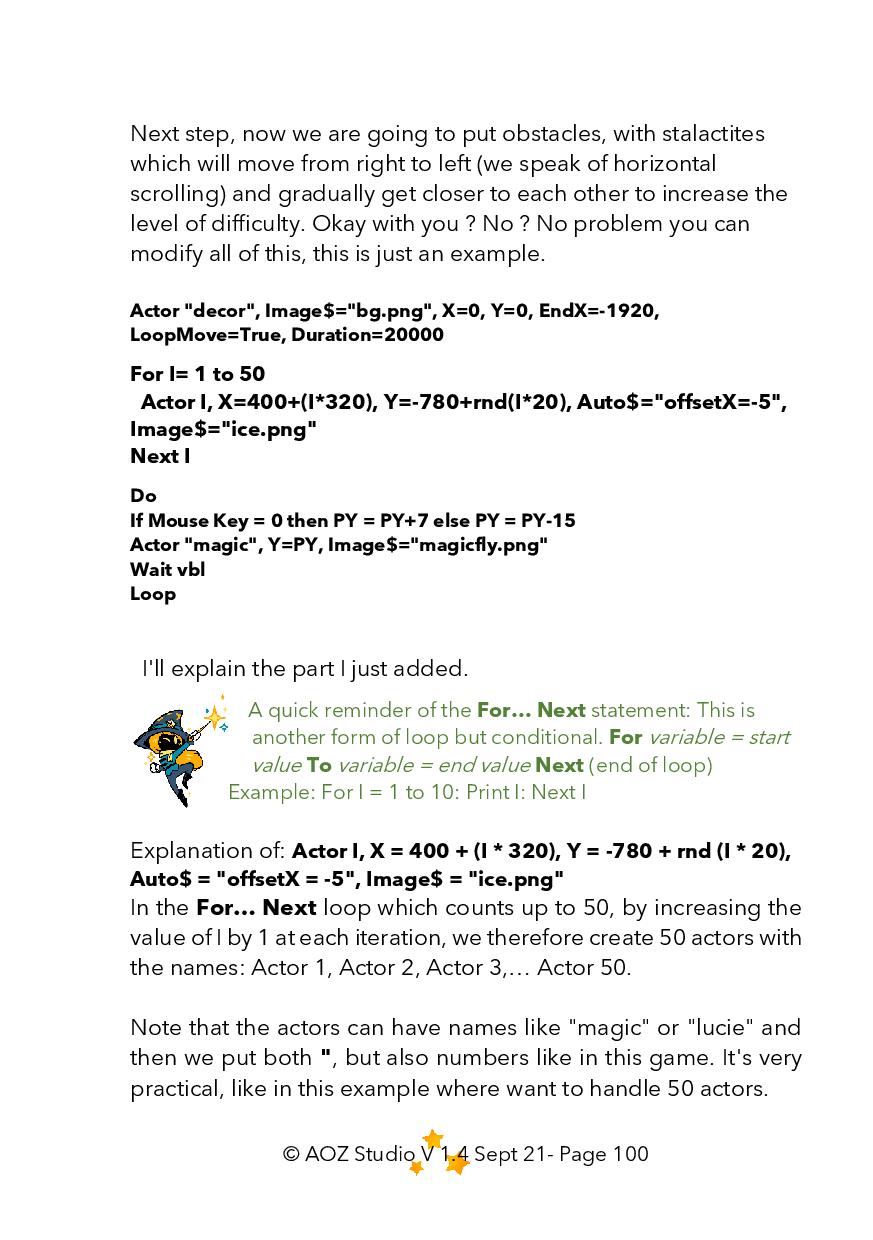 Next step, now we are going to put obstacles, with stalactites
which will move from right to left (we speak of horizontal
scrolling) and gradually get closer to each other to increase the
level of difficulty. Okay with you ? No ? No problem you can
modify all of this, this is just an example.
Actor "decor", Image$="bg.png", X=0, Y=0, EndX=-1920,
LoopMove=True, Duration=20000
For I= 1 to 50
Actor I, X=400+(I*320), Y=-780+rnd(I*20), Auto$="offsetX=-5",
Image$="ice.png"
Next I
Do
If Mouse Key = 0 then PY = PY+7 else PY = PY-15
Actor "magic", Y=PY, Image$="magicfly.png"
Wait vbl
Loop
I'll explain the part I just added.
A quick reminder of the For... Next statement: This is
another form of loop but conditional. For variable = start
value To variable = end value Next (end of loop)
Example: For I = 1 to 10: Print I: Next I
Explanation of: Actor I, X = 400 + (I * 320), Y = -780 + rnd (I * 20),
Auto$ = "offsetX = -5", Image$ = "ice.png"
In the For... Next loop which counts up to 50, by increasing the
value of I by 1 at each iteration, we therefore create 50 actors with
the names: Actor 1, Actor 2, Actor 3,... Actor 50.
Note that the actors can have names like "magic" or "lucie" and
then we put both ", but also numbers like in this game. It's very
practical, like in this example where want to handle 50 actors.
© AOZ Studio V 1.4 Sept 21- Page 100